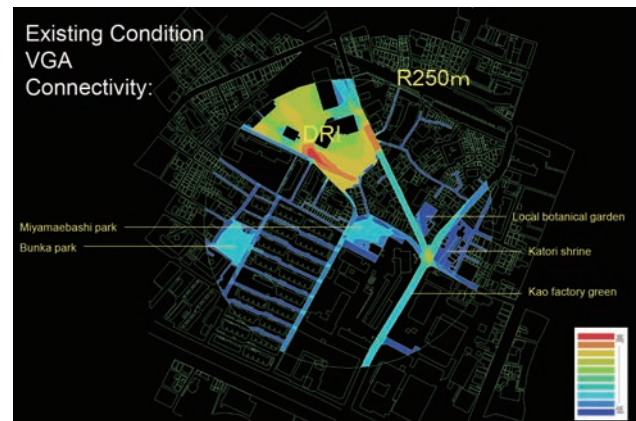 Existing Condition
VGA
Connectivity:
R250m
DRI
Miyamaebashi park
Bunka park
Local botanical garden
Katori shrine
Kao factory green
高
低